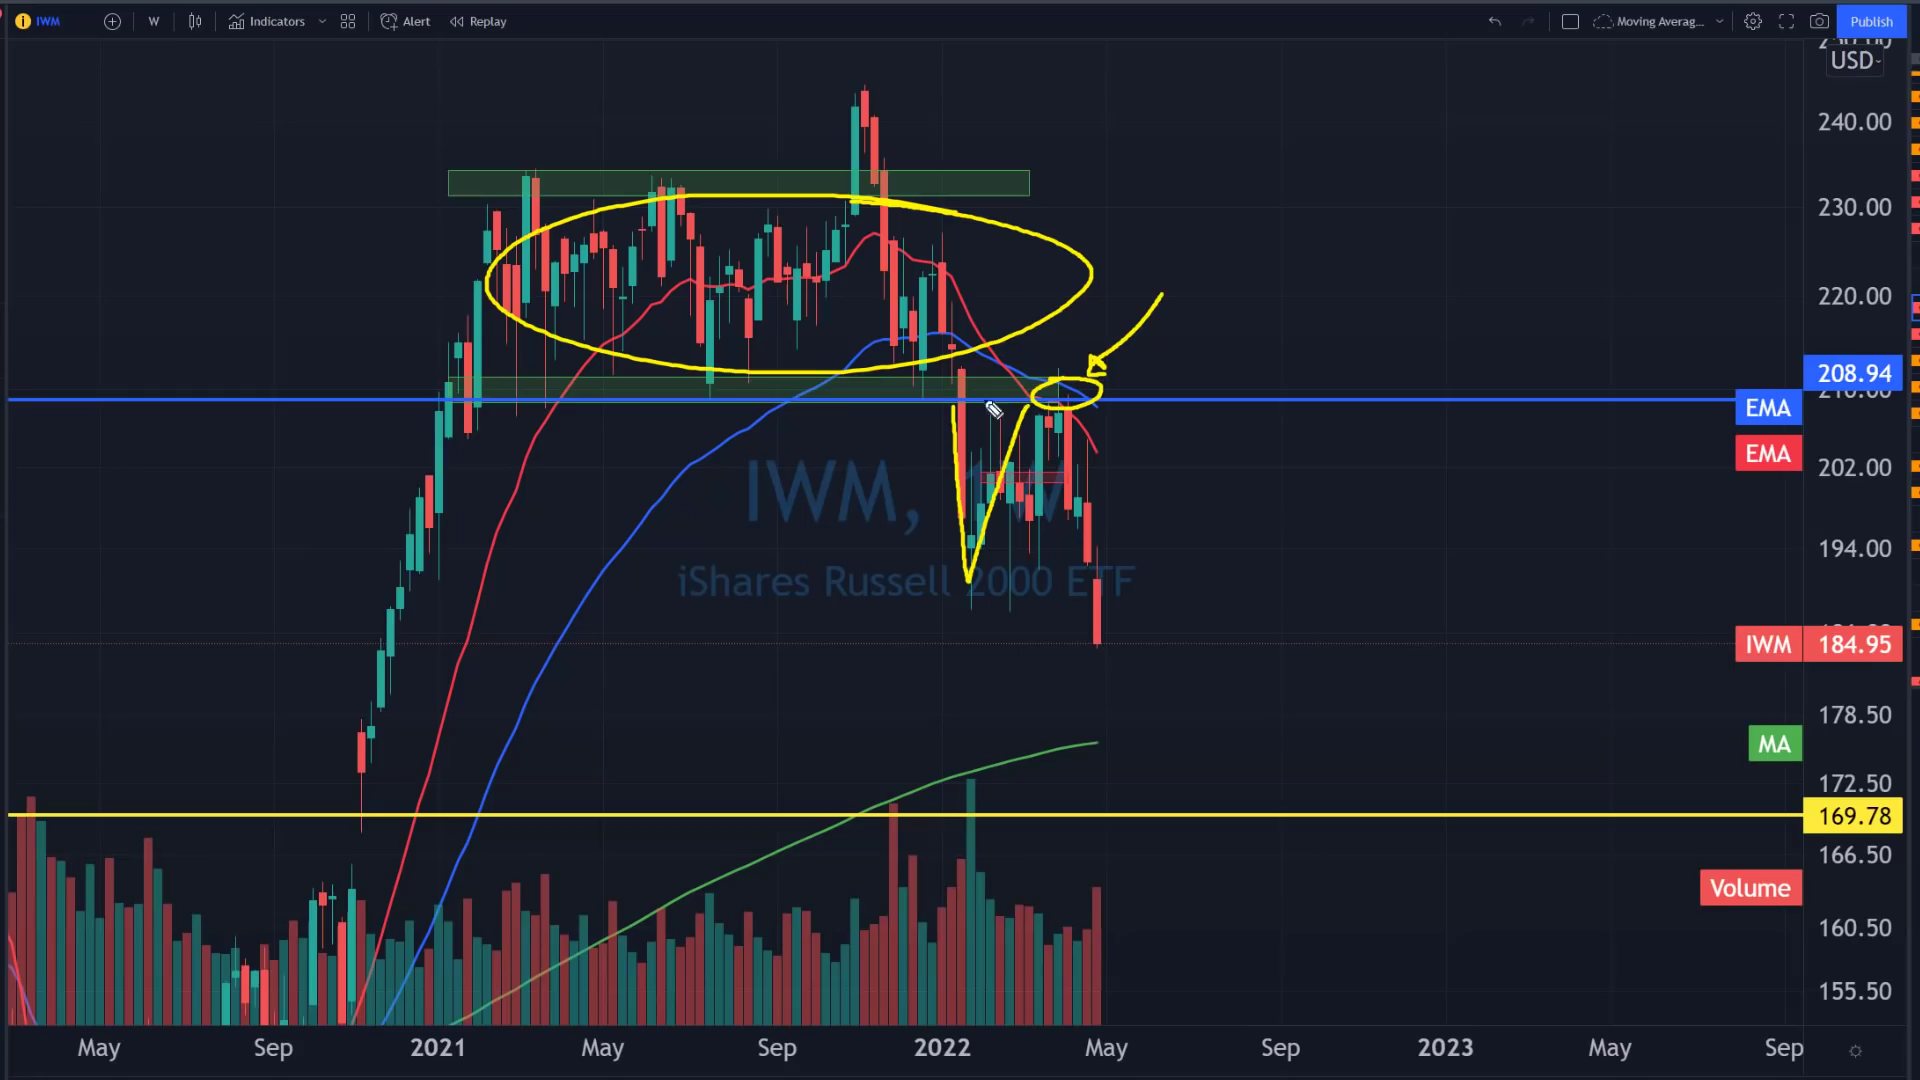 IWM W Indicators Alert Replay Moving Averag... Publish
USD
240.00
230.00
220.00
208.94
EMA
EMA
202.00
IWM, 1W
194.00
iShares Russell 2000 ETF
IWM 184.95
178.50
MA
172.50
169.78
166.50
Volume
160.50
155.50
May Sep 2021 May Sep 2022 May Sep 2023 May Sep